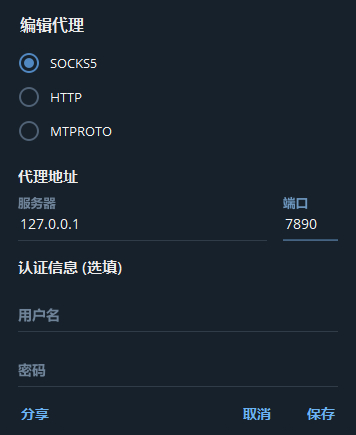 编辑代理
SOCKS5
HTTP
MTPROTO
代理地址
服务器 端口
127.0.0.1 7890
认证信息 (选填)
用户名
密码
分享 取消 保存